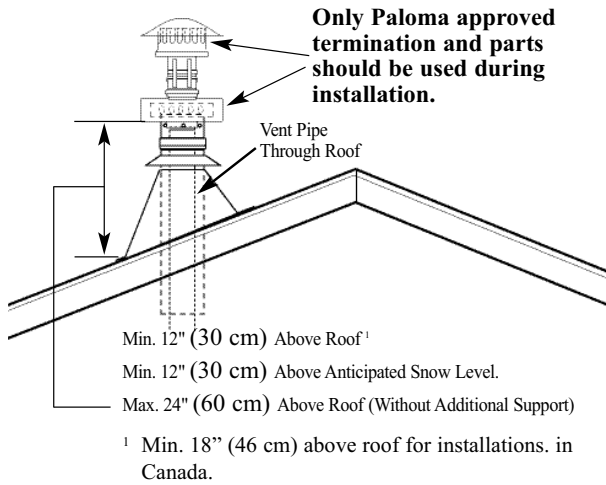 Only Paloma approved
termination and parts
should be used during
installation.
Vent Pipe
Through Roof
Min. 12" (30 cm) Above Roof ¹
Min. 12" (30 cm) Above Anticipated Snow Level.
Max. 24" (60 cm) Above Roof (Without Additional Support)
¹ Min. 18” (46 cm) above roof for installations. in
Canada.